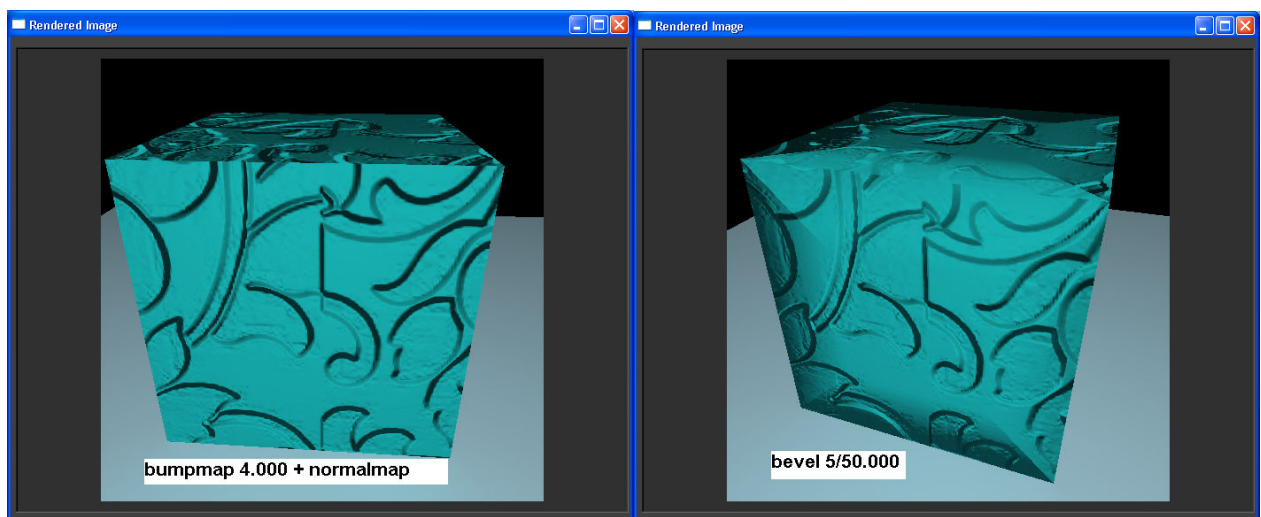 Rendered Image
Rendered Image
bumpmap 4.000 + normalmap
bevel 5/50.000